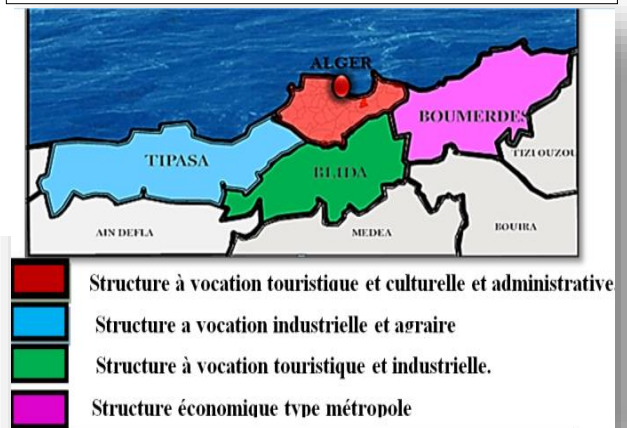 ALGER
BOUMERDES
TIZI OUZOU
TIPASA
BLIDA
AIN DEFLA
MEDEA
BOUIRA
Structure à vocation touristique et culturelle et administrative.
Structure a vocation industrielle et agraire
Structure à vocation touristique et industrielle.
Structure économique type métropole